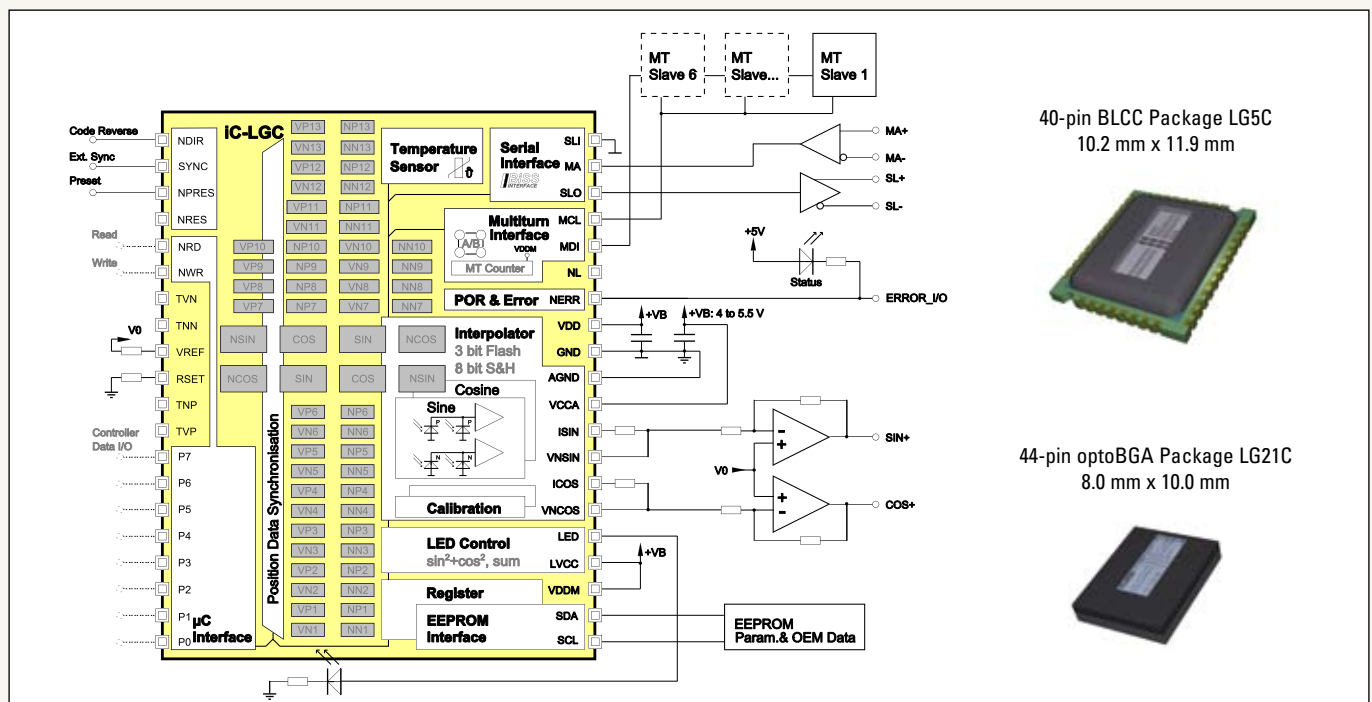 MT
Slave 6
MT
Slave...
MT
Slave 1
iC-LGC
Code Reverse
Ext. Sync
Preset
Read
Write
V0
Controller
Data I/O
NDIR
SYNC
NPRES
NRES
NRD
NWR
TVN
TNN
VREF
RSET
TNP
TVP
P7
P6
P5
P4
P3
P2
P1
P0
µC
Interface
Position Data Synchronisation
VP13 NP13
VN13 NN13
VP12 NP12
VN12 NN12
VP11 NP11
VN11 NN11
VP10 NP10 VN10 NN10
VP9 NP9 VN9 NN9
VP8 NP8 VN8 NN8
VP7 NP7 VN7 NN7
NSIN COS SIN NCOS
NCOS SIN COS NSIN
VP6 NP6
VN6 NN6
VP5 NP5
VN5 NN5
VP4 NP4
VN4 NN4
VP3 NP3
VN3 NN3
VP2 NP2
VN2 NN2
VP1 NP1
VN1 NN1
Temperature
Sensor
ϑ
Serial
Interface
BiSS
INTERFACE
Multiturn
Interface
A/B
VDDM
MT Counter
POR & Error
Interpolator
3 bit Flash
8 bit S&H
Cosine
Sine
P P
N N
Calibration
LED Control
sin²+cos², sum
Register
EEPROM
Interface
SLI
MA
SLO
MCL
MDI
NL
NERR
VDD
GND
AGND
VCCA
ISIN
VNSIN
ICOS
VNCOS
LED
LVCC
VDDM
SDA
SCL
MA+
MA-
SL+
SL-
+5V
Status
ERROR_I/O
+VB
+VB: 4 to 5.5 V
-
+
SIN+
V0
+
-
COS+
+VB
EEPROM
Param.& OEM Data
40-pin BLCC Package LG5C
10.2 mm x 11.9 mm
44-pin optoBGA Package LG21C
8.0 mm x 10.0 mm